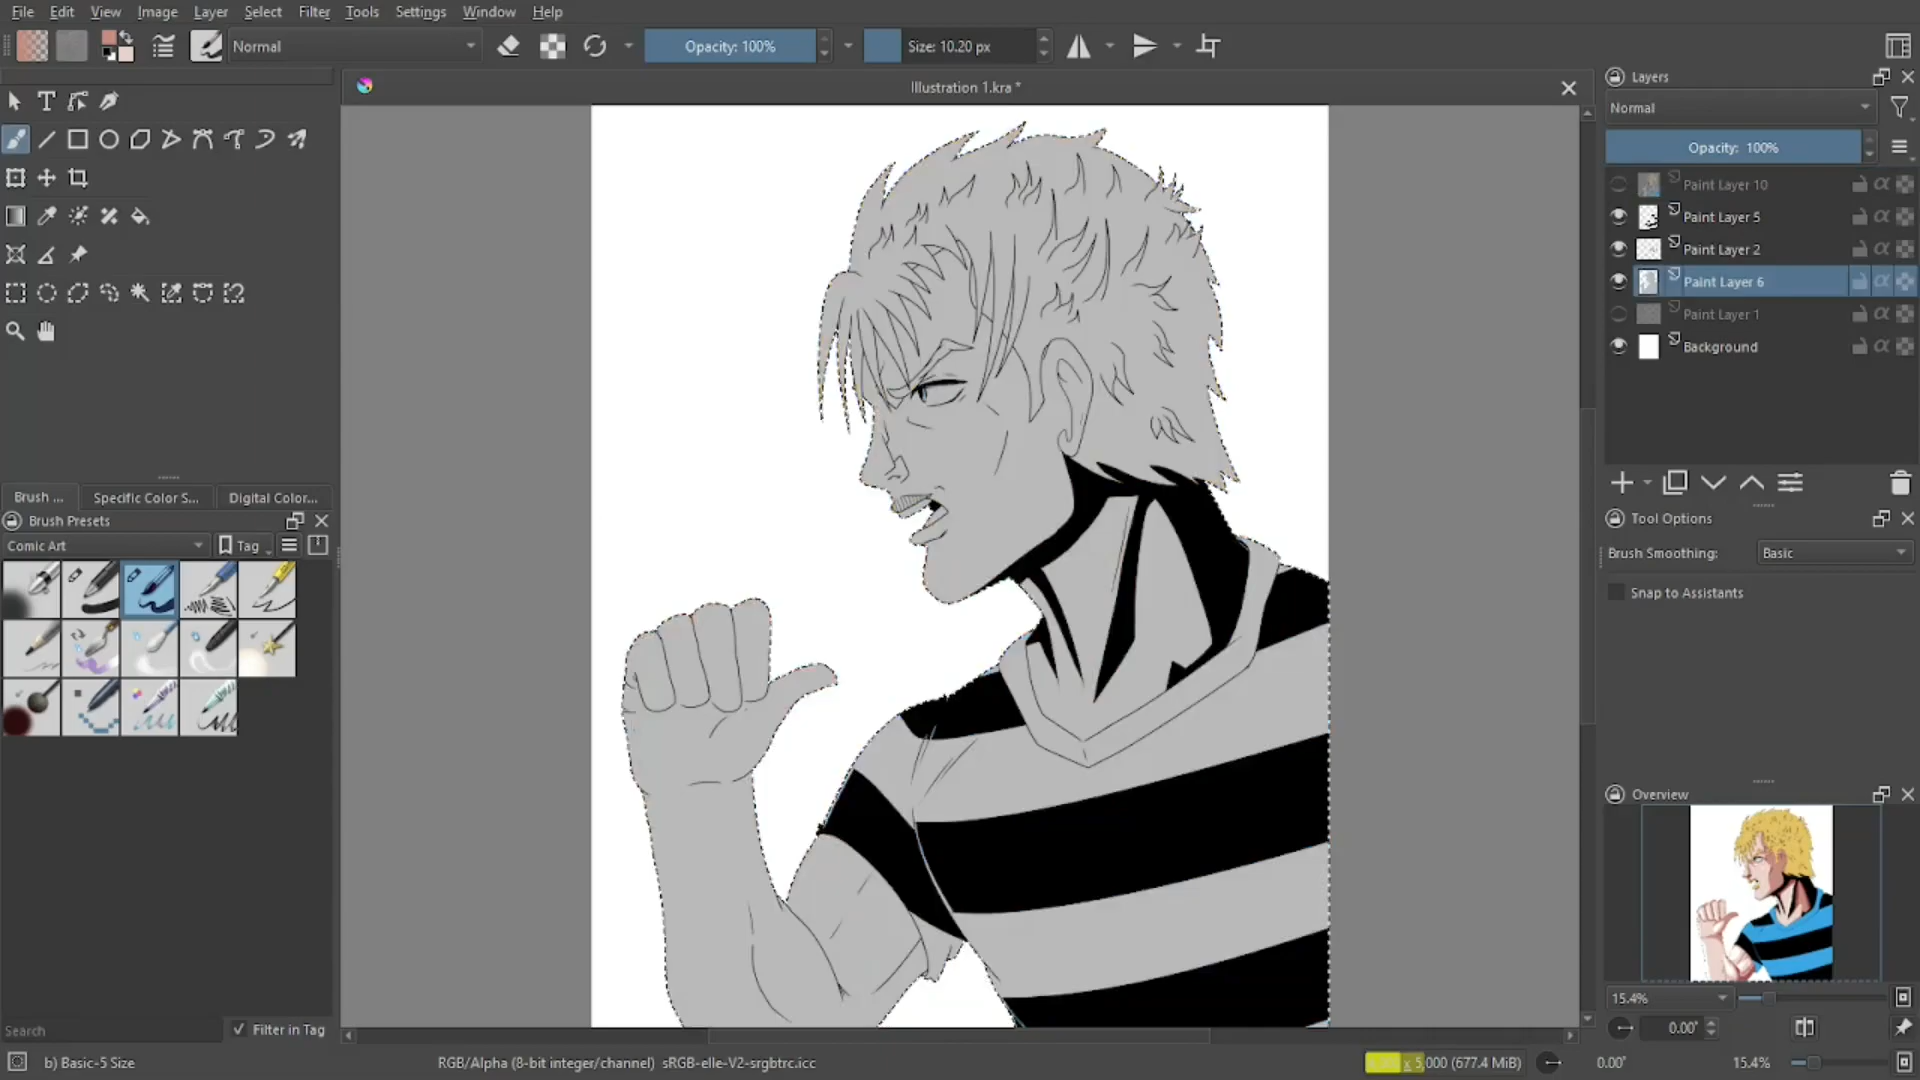 File Edit View Image Layer Select Filter Tools Settings Window Help
Normal Opacity: 100% Size: 10.20 px
Illustration 1.kra *
Layers
Normal
Opacity: 100%
Paint Layer 10
Paint Layer 5
Paint Layer 2
Paint Layer 6
Paint Layer 1
Background
Tool Options
Brush Smoothing: Basic
Snap to Assistants
Overview
15.4%
0.00°
Brush ... Specific Color S... Digital Color...
Brush Presets
Comic Art Tag
Search Filter in Tag
b) Basic-5 Size RGB/Alpha (8-bit integer/channel) sRGB-elle-V2-srgbtrc.icc x 5,000 (677.4 MiB) 0.00° 15.4%